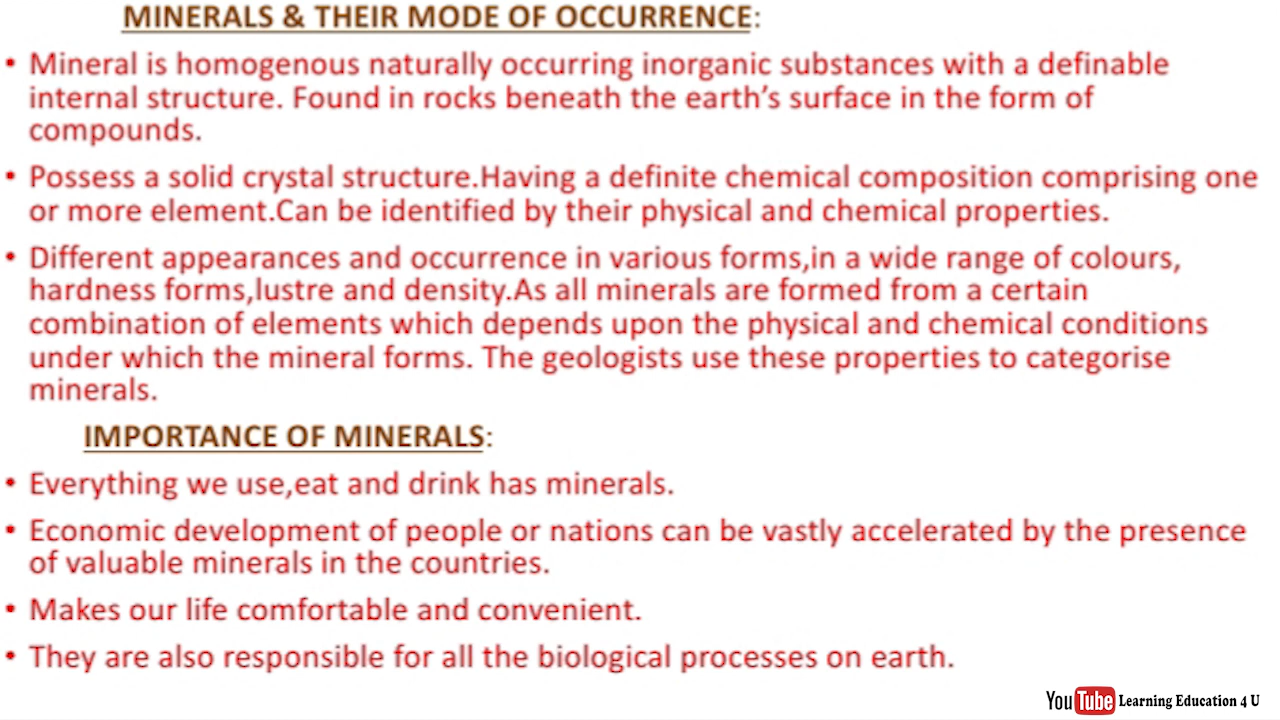 MINERALS & THEIR MODE OF OCCURRENCE:
• Mineral is homogenous naturally occurring inorganic substances with a definable
internal structure. Found in rocks beneath the earth’s surface in the form of
compounds.
• Possess a solid crystal structure.Having a definite chemical composition comprising one
or more element.Can be identified by their physical and chemical properties.
• Different appearances and occurrence in various forms,in a wide range of colours,
hardness forms,lustre and density.As all minerals are formed from a certain
combination of elements which depends upon the physical and chemical conditions
under which the mineral forms. The geologists use these properties to categorise
minerals.
IMPORTANCE OF MINERALS:
• Everything we use,eat and drink has minerals.
• Economic development of people or nations can be vastly accelerated by the presence
of valuable minerals in the countries.
• Makes our life comfortable and convenient.
• They are also responsible for all the biological processes on earth.
YouTube Learning Education 4 U